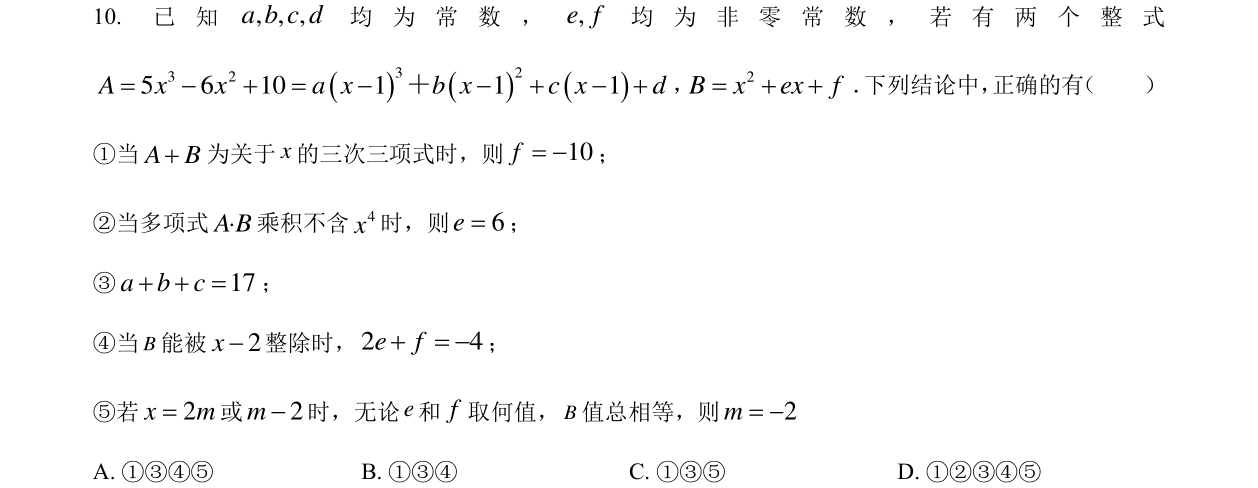 10. 已知 a,b,c,d 均为常数，e,f 均为非零常数，若有两个整式
A=5x³−6x²+10=a(x−1)³+b(x−1)²+c(x−1)+d，B=x²+ex+f．下列结论中，正确的有（　　）
①当 A+B 为关于 x 的三次三项式时，则 f=−10；
②当多项式 A·B 乘积不含 x⁴ 时，则 e=6；
③a+b+c=17；
④当 B 能被 x−2 整除时，2e+f=−4；
⑤若 x=2m 或 m−2 时，无论 e 和 f 取何值，B 值总相等，则 m=−2
A. ①③④⑤ B. ①③④ C. ①③⑤ D. ①②③④⑤